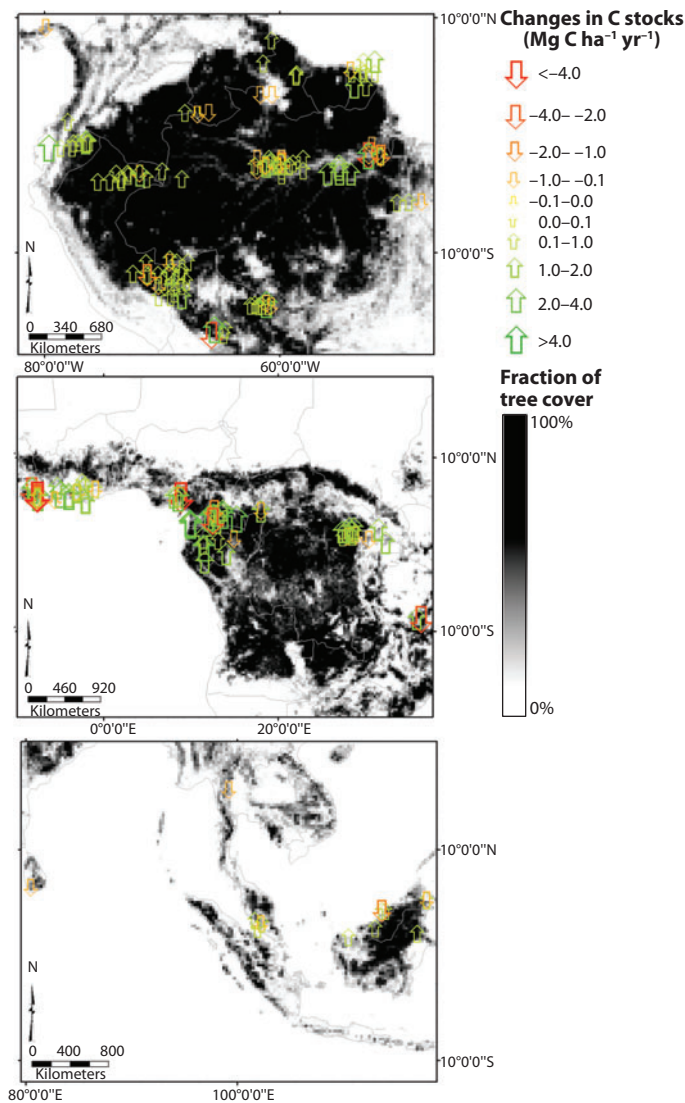 10°0'0"N
N
10°0'0"S
0 340 680
Kilometers
80°0'0"W
60°0'0"W
Changes in C stocks
(Mg C ha⁻¹ yr⁻¹)
<–4.0
–4.0– –2.0
–2.0– –1.0
–1.0– –0.1
–0.1–0.0
0.0–0.1
0.1–1.0
1.0–2.0
2.0–4.0
>4.0
Fraction of
tree cover
100%
0%
10°0'0"N
N
10°0'0"S
0 460 920
Kilometers
0°0'0"E
20°0'0"E
10°0'0"N
N
10°0'0"S
0 400 800
Kilometers
80°0'0"E
100°0'0"E